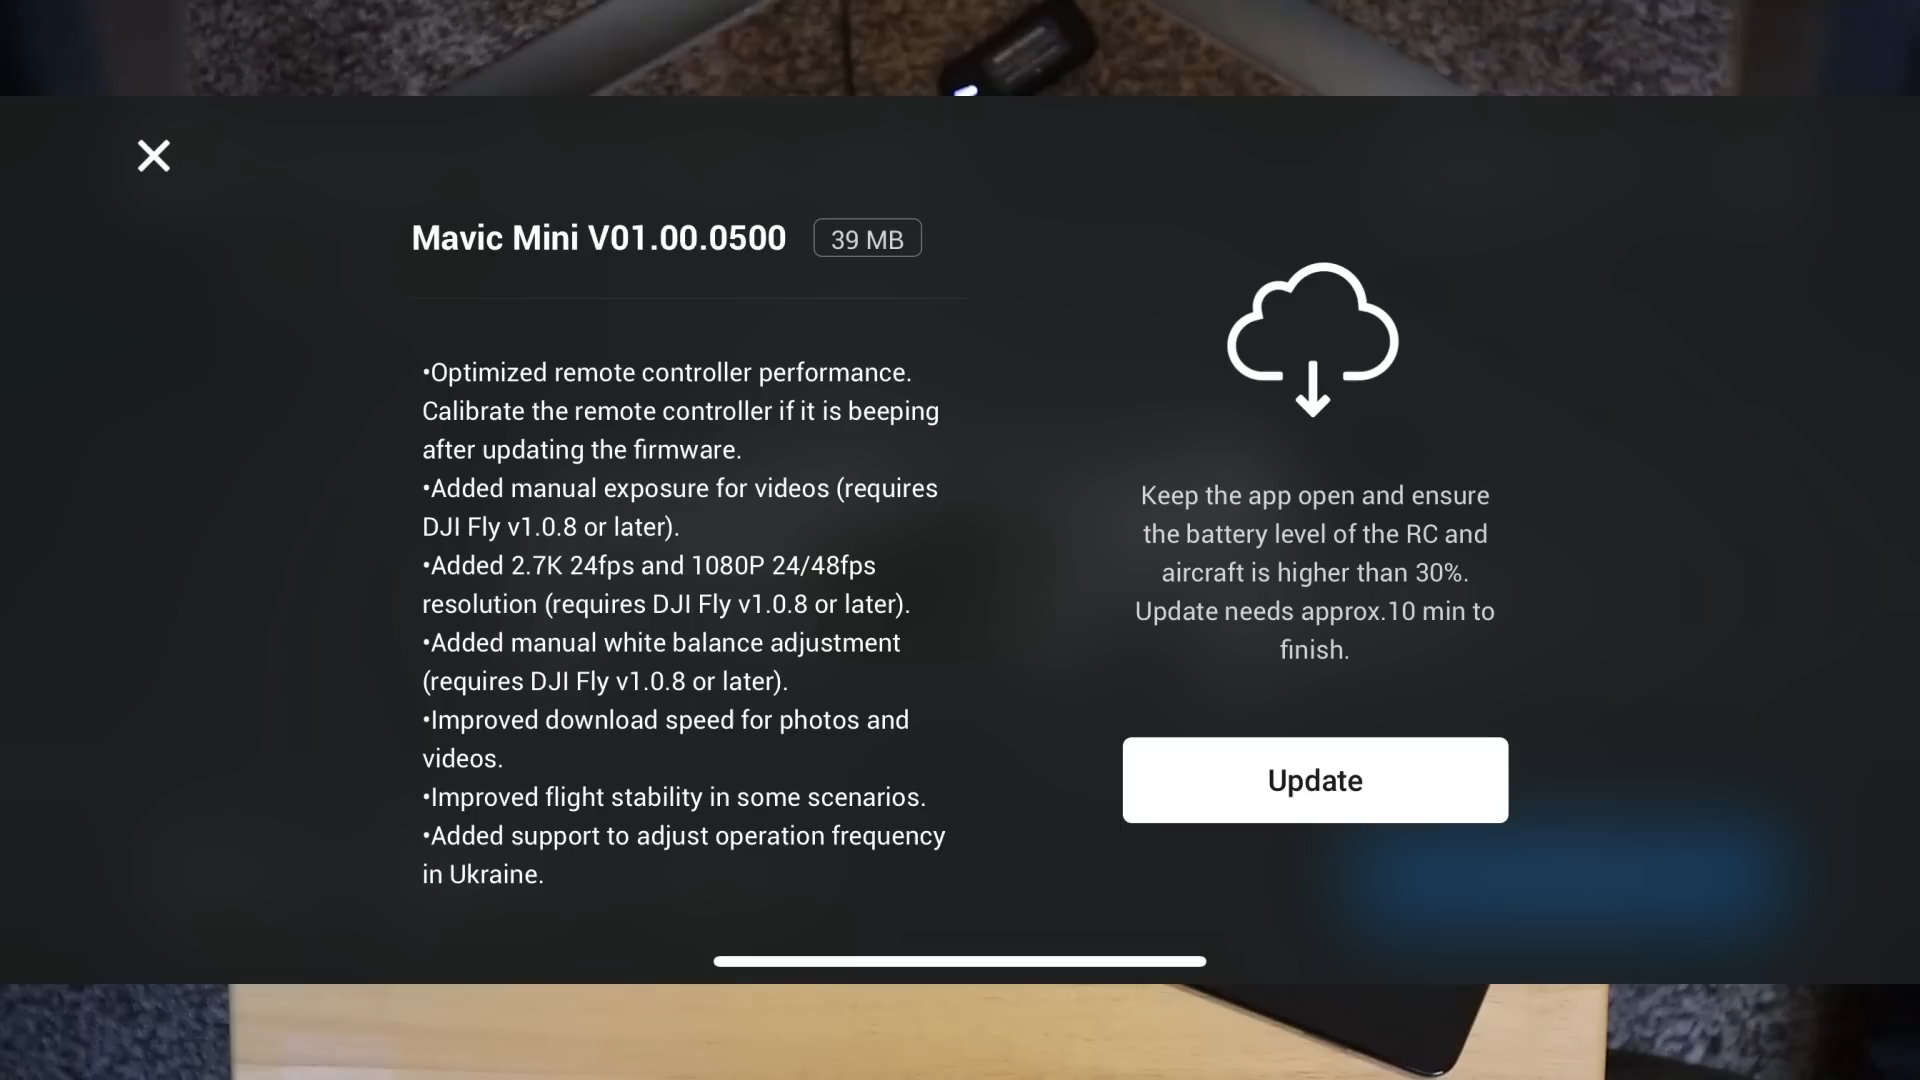 Mavic Mini V01.00.0500 39 MB
•Optimized remote controller performance.
Calibrate the remote controller if it is beeping
after updating the firmware.
•Added manual exposure for videos (requires
DJI Fly v1.0.8 or later).
•Added 2.7K 24fps and 1080P 24/48fps
resolution (requires DJI Fly v1.0.8 or later).
•Added manual white balance adjustment
(requires DJI Fly v1.0.8 or later).
•Improved download speed for photos and
videos.
•Improved flight stability in some scenarios.
•Added support to adjust operation frequency
in Ukraine.
Keep the app open and ensure
the battery level of the RC and
aircraft is higher than 30%.
Update needs approx.10 min to
finish.
Update